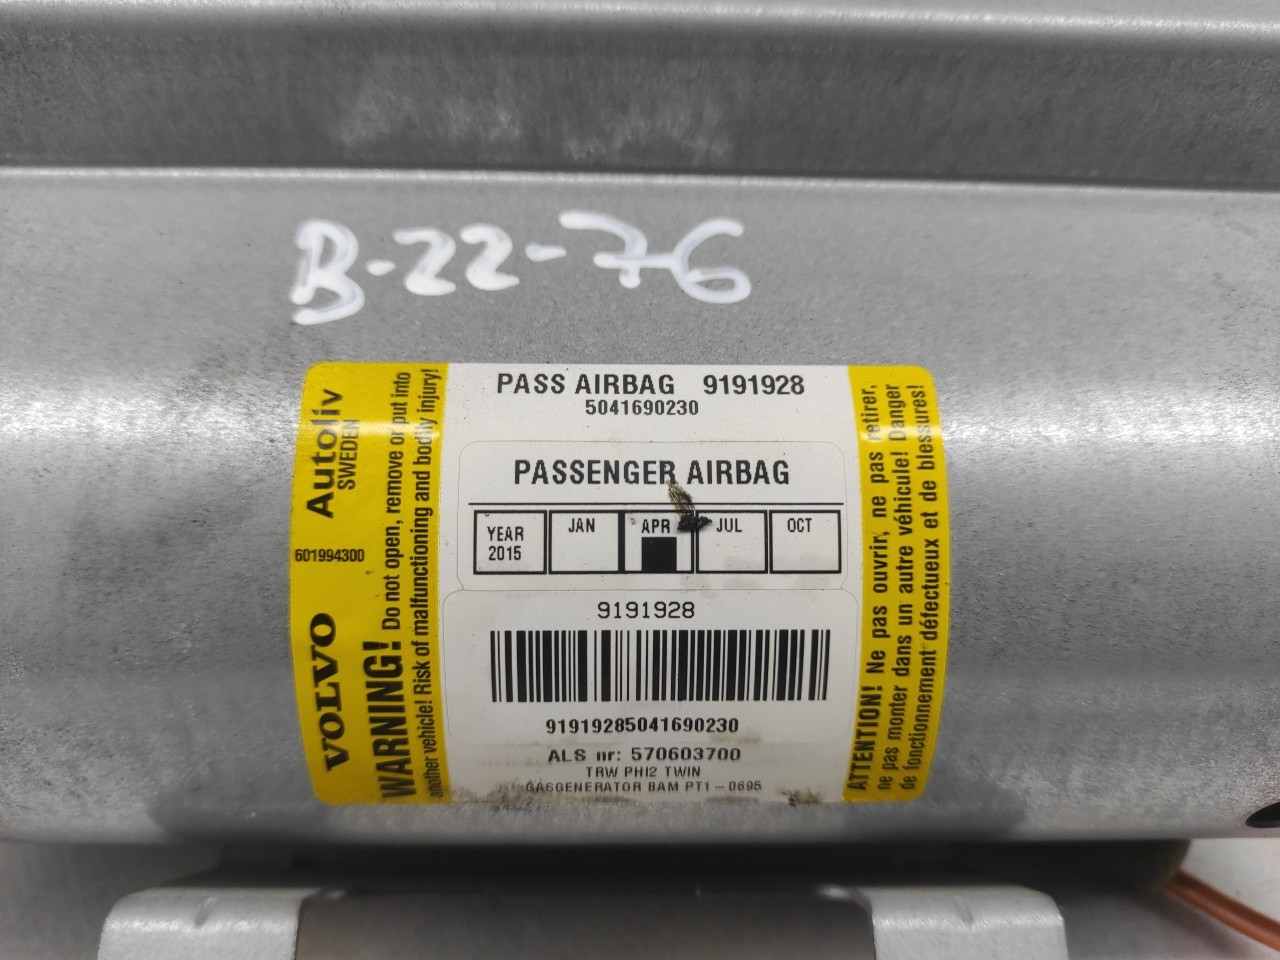 B-22-76
Autoliv
SWEDEN
601994300
VOLVO
WARNING! Do not open, remove or put into
another vehicle! Risk of malfunctioning and bodily injury!
PASS AIRBAG 9191928
5041690230
PASSENGER AIRBAG
YEAR 2015 JAN APR JUL OCT
9191928
91919285041690230
ALS nr: 570603700
TRW PHI2 TWIN
GASGENERATOR BAM PT1-0695
ATTENTION! Ne pas ouvrir, ne pas retirer,
ne pas monter dans un autre véhicule! Danger
de fonctionnement défectueux et de blessures!